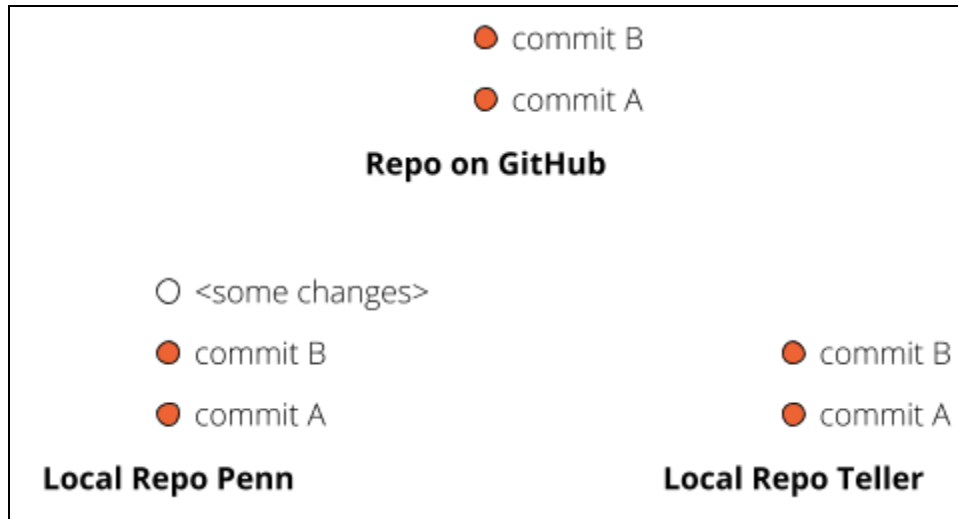 commit B
commit A
Repo on GitHub
<some changes>
commit B
commit A
Local Repo Penn
commit B
commit A
Local Repo Teller